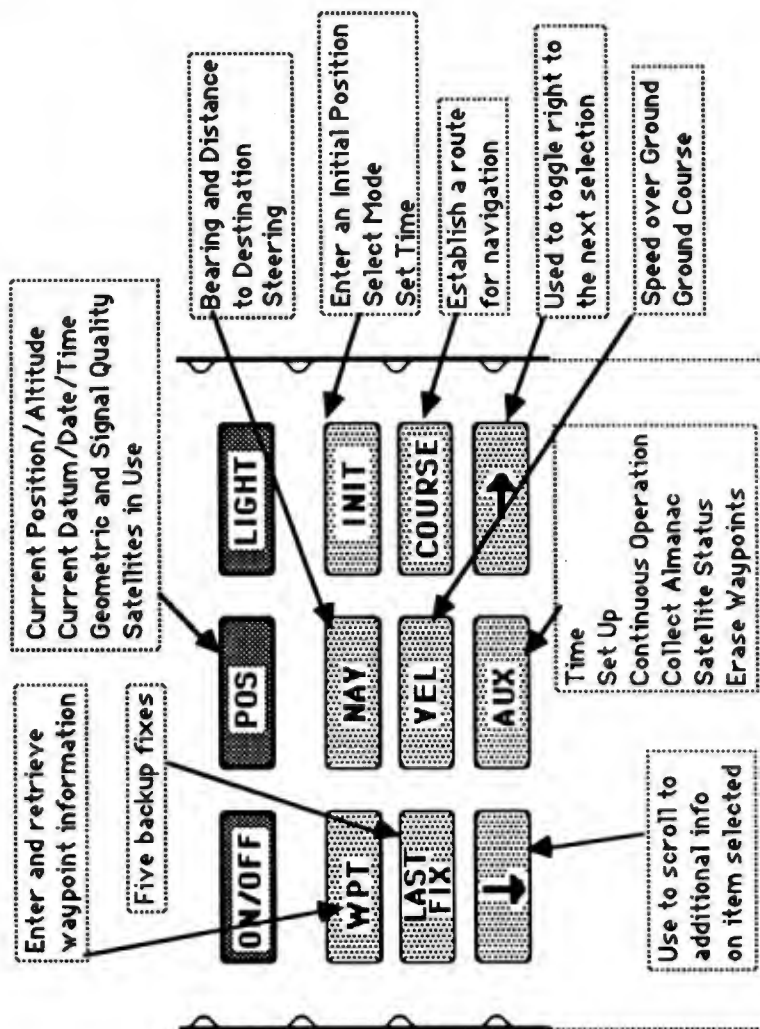 Enter and retrieve
waypoint information
Current Position/Altitude
Current Datum/Date/Time
Geometric and Signal Quality
Satellites in Use
Five backup fixes
Bearing and Distance
to Destination
Steering
ON/OFF
POS
LIGHT
WPT
NAV
INIT
Enter an Initial Position
Select Mode
Set Time
LAST
FIX
VEL
COURSE
Establish a route
for navigation
AUX
Used to toggle right to
the next selection
Use to scroll to
additional info
on item selected
Time
Set Up
Continuous Operation
Collect Almanac
Satellite Status
Erase Waypoints
Speed over Ground
Ground Course